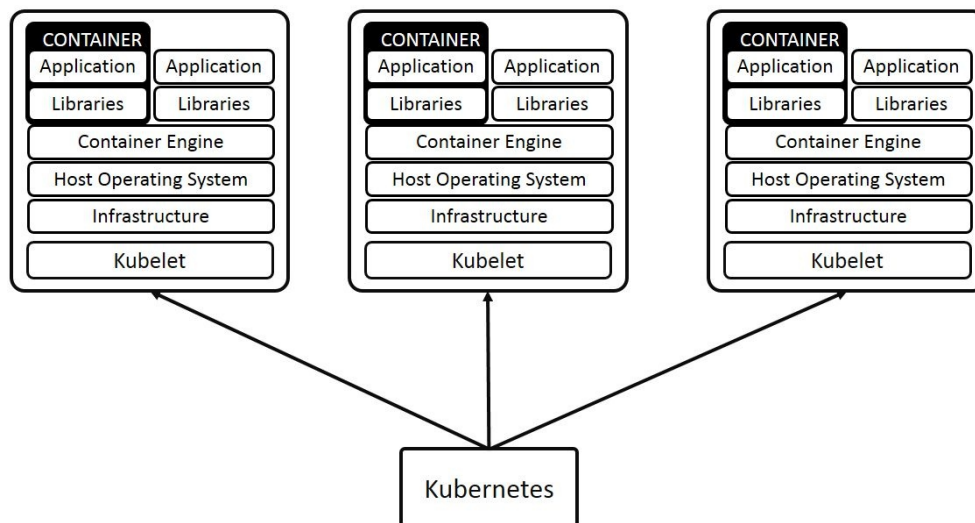 CONTAINER
Application Application
Libraries Libraries
Container Engine
Host Operating System
Infrastructure
Kubelet
CONTAINER
Application Application
Libraries Libraries
Container Engine
Host Operating System
Infrastructure
Kubelet
CONTAINER
Application Application
Libraries Libraries
Container Engine
Host Operating System
Infrastructure
Kubelet
Kubernetes